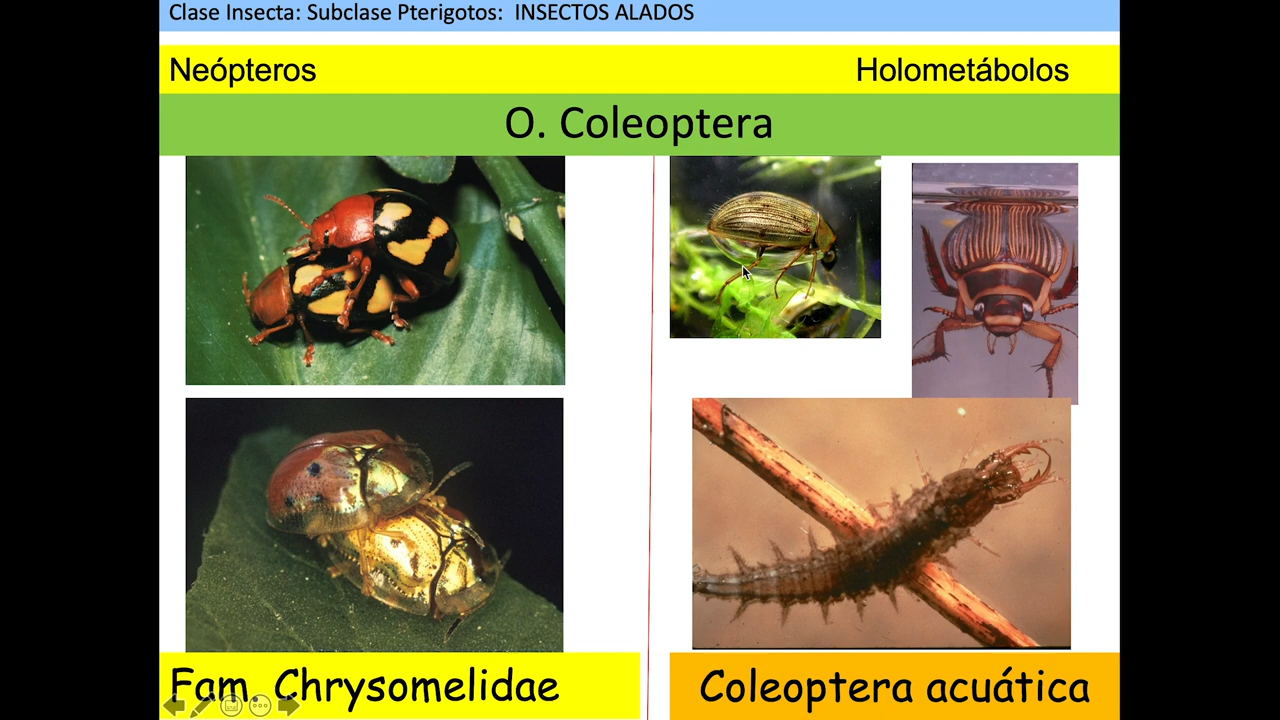 Clase Insecta: Subclase Pterigotos: INSECTOS ALADOS
Neópteros
Holometábolos
O. Coleoptera
Fam. Chrysomelidae
Coleoptera acuática